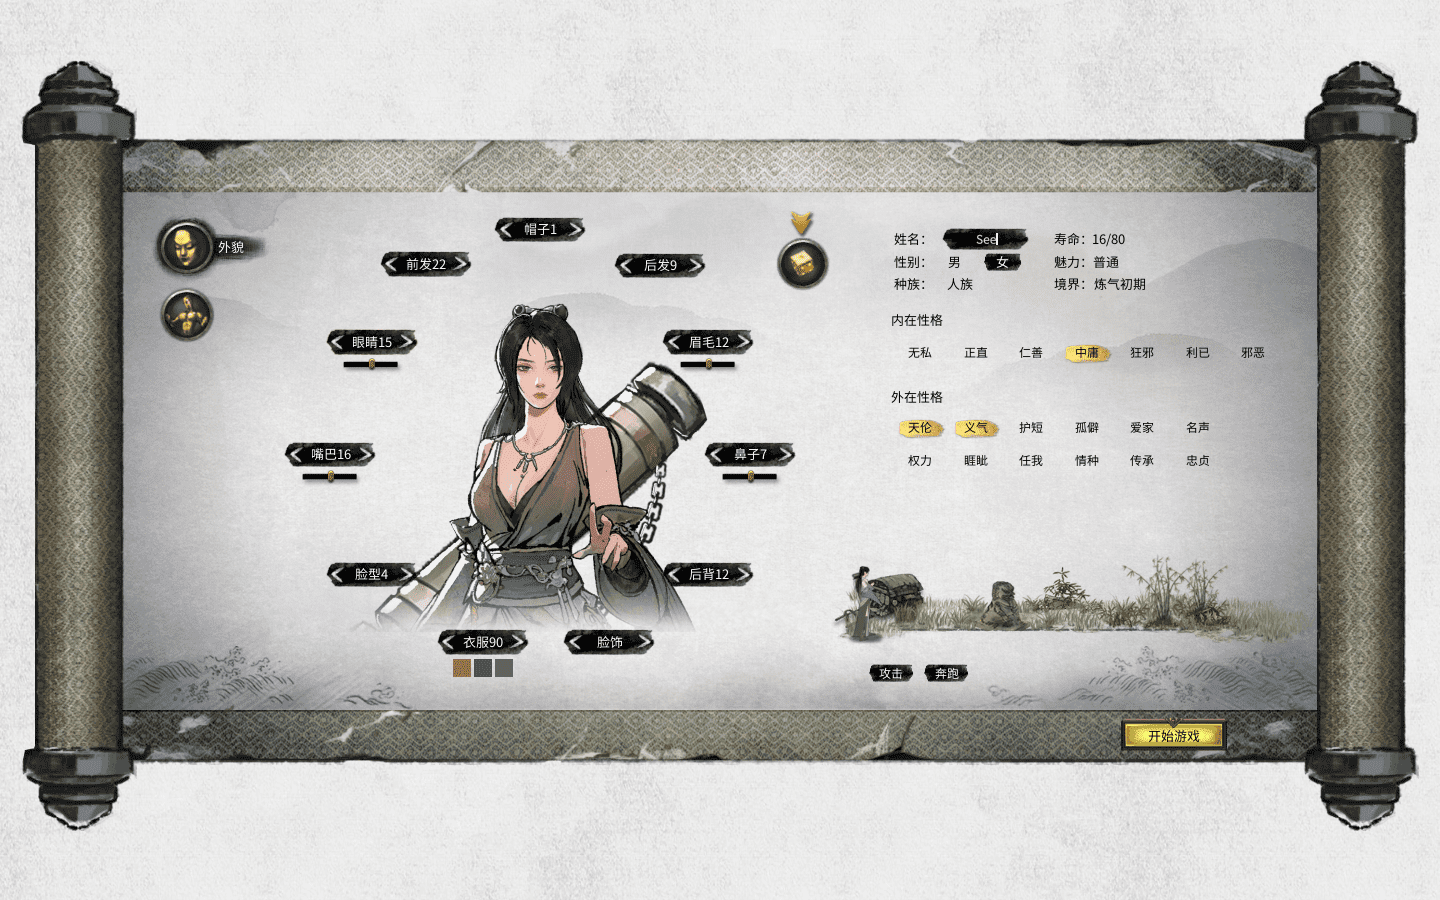 外貌
帽子1
前发22
后发9
眼睛15
眉毛12
嘴巴16
鼻子7
脸型4
后背12
衣服90
脸饰
姓名： See 寿命：16/80
性别： 男 女 魅力：普通
种族： 人族 境界：炼气初期
内在性格
无私 正直 仁善 中庸 狂邪 利己 邪恶
外在性格
天伦 义气 护短 孤僻 爱家 名声
权力 睚眦 任我 情种 传承 忠贞
攻击 奔跑
开始游戏